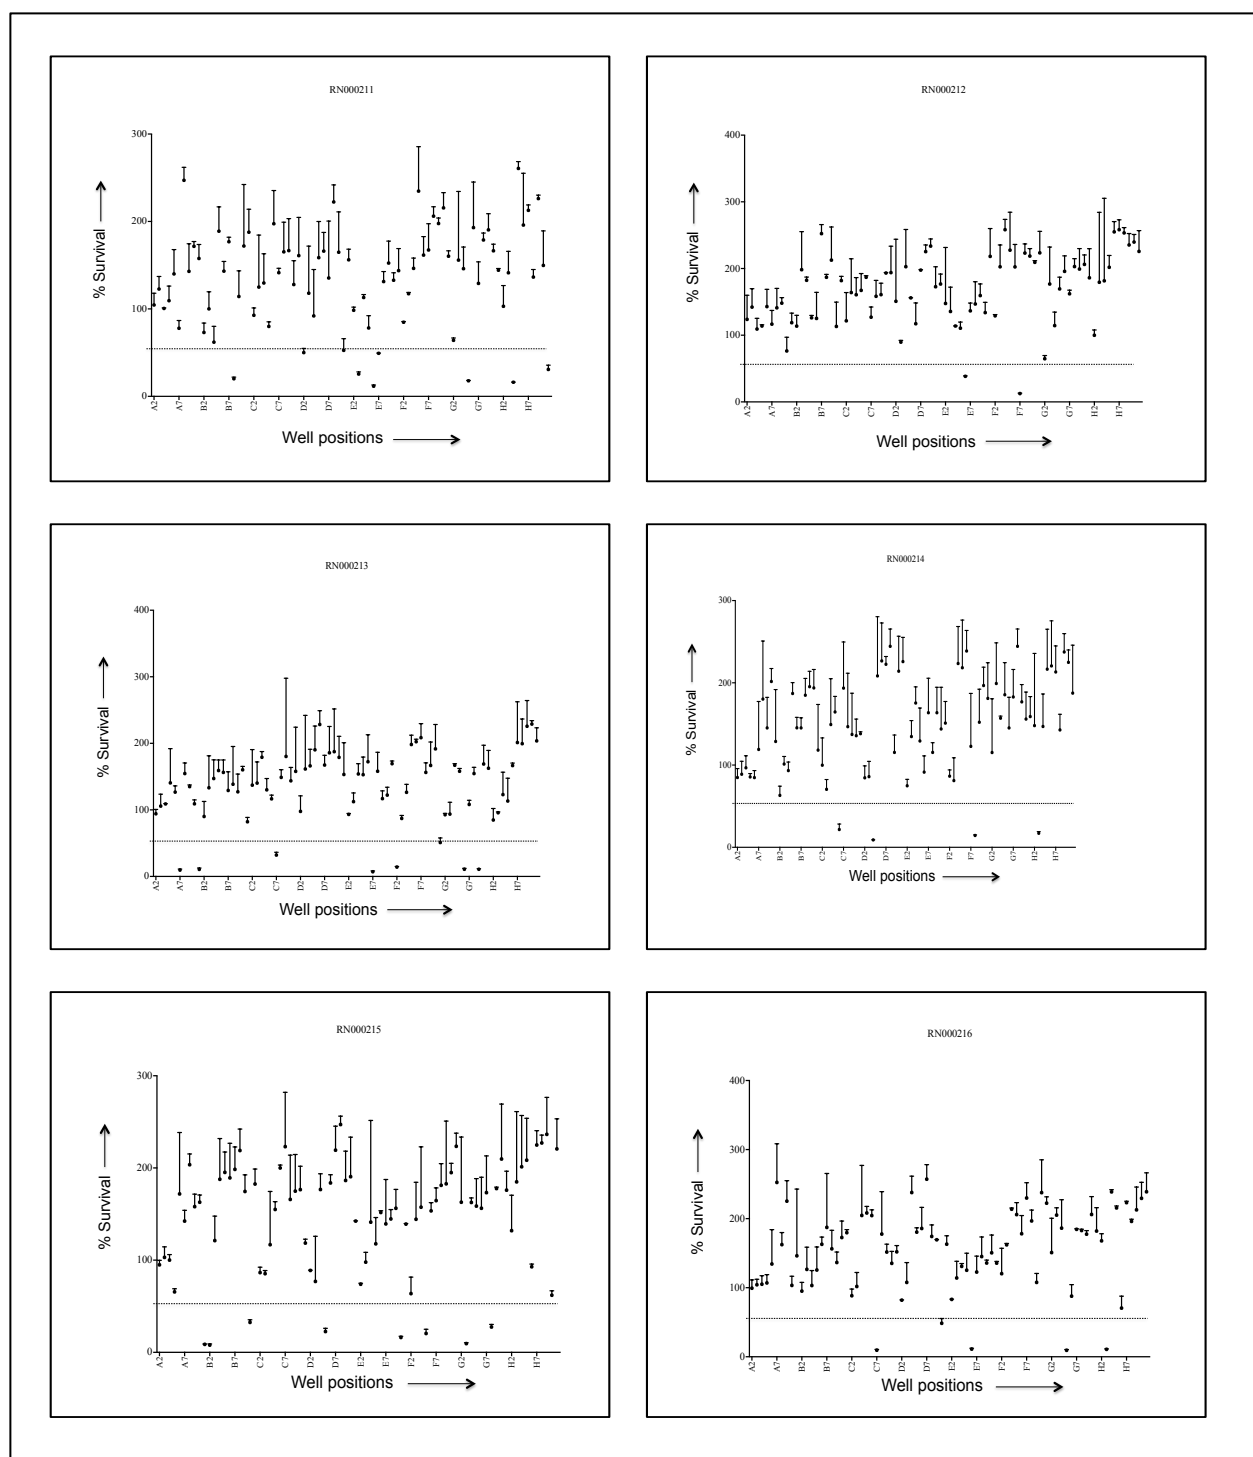 RN000211
300
200
100
0
% Survival
A2 A7 B2 B7 C2 C7 D2 D7 E2 E7 F2 F7 G2 G7 H2 H7
Well positions
RN000212
400
300
200
100
0
% Survival
A2 A7 B2 B7 C2 C7 D2 D7 E2 E7 F2 F7 G2 G7 H2 H7
Well positions
RN000213
400
300
200
100
0
% Survival
A2 A7 B2 B7 C2 C7 D2 D7 E2 E7 F2 F7 G2 G7 H2 H7
Well positions
RN000214
300
200
100
0
% Survival
A2 A7 B2 B7 C2 C7 D2 D7 E2 E7 F2 F7 G2 G7 H2 H7
Well positions
RN000215
300
200
100
0
% Survival
A2 A7 B2 B7 C2 C7 D2 D7 E2 E7 F2 F7 G2 G7 H2 H7
Well positions
RN000216
400
300
200
100
0
% Survival
A2 A7 B2 B7 C2 C7 D2 D7 E2 E7 F2 F7 G2 G7 H2 H7
Well positions